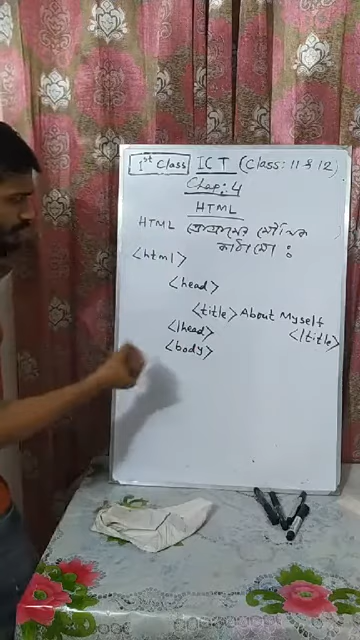 1st Class ICT (Class: 11 & 12)
Chap: 4
HTML
HTML প্রোগ্রামের মৌলিক
কাঠামো :
<html>
<head>
<title> About Myself
</title>
</head>
<body>